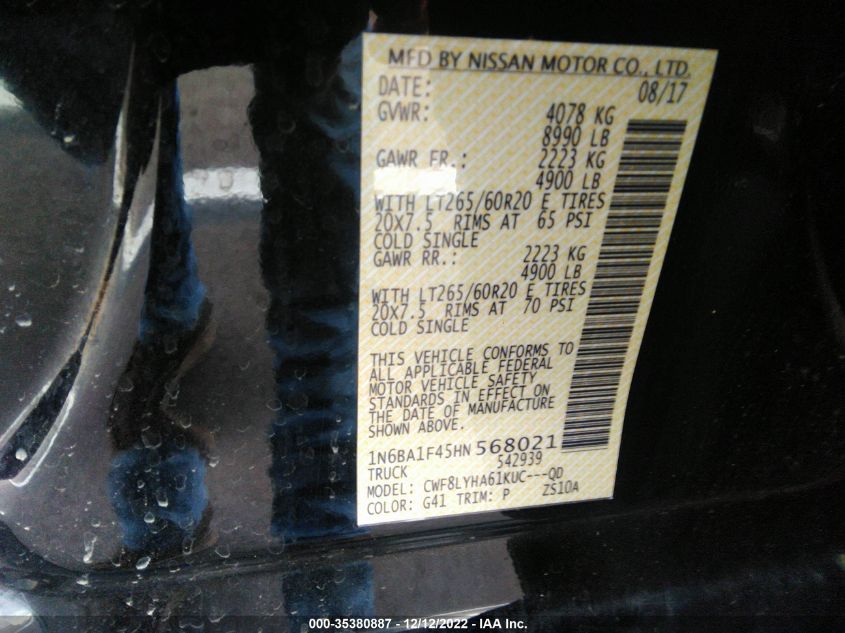 MFD BY NISSAN MOTOR CO., LTD.
DATE: 08/17
GVWR: 4078 KG
8990 LB
GAWR FR.: 2223 KG
4900 LB
WITH LT265/60R20 E TIRES
20X7.5 RIMS AT 65 PSI
COLD SINGLE
GAWR RR.: 2223 KG
4900 LB
WITH LT265/60R20 E TIRES
20X7.5 RIMS AT 70 PSI
COLD SINGLE
THIS VEHICLE CONFORMS TO
ALL APPLICABLE FEDERAL
MOTOR VEHICLE SAFETY
STANDARDS IN EFFECT ON
THE DATE OF MANUFACTURE
SHOWN ABOVE.
1N6BA1F45HN 568021
TRUCK 542939
MODEL: CWF8LYHA61KUC---QD
COLOR: G41 TRIM: P ZS10A
000-35380887 - 12/12/2022 - IAA Inc.